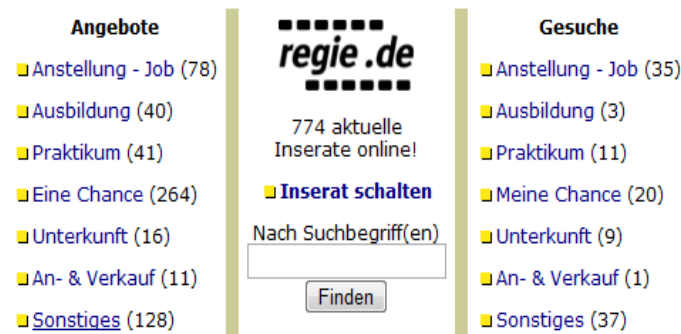 Angebote
Anstellung - Job (78)
Ausbildung (40)
Praktikum (41)
Eine Chance (264)
Unterkunft (16)
An- & Verkauf (11)
Sonstiges (128)
regie.de
774 aktuelle
Inserate online!
Inserat schalten
Nach Suchbegriff(en)
Finden
Gesuche
Anstellung - Job (35)
Ausbildung (3)
Praktikum (11)
Meine Chance (20)
Unterkunft (9)
An- & Verkauf (1)
Sonstiges (37)